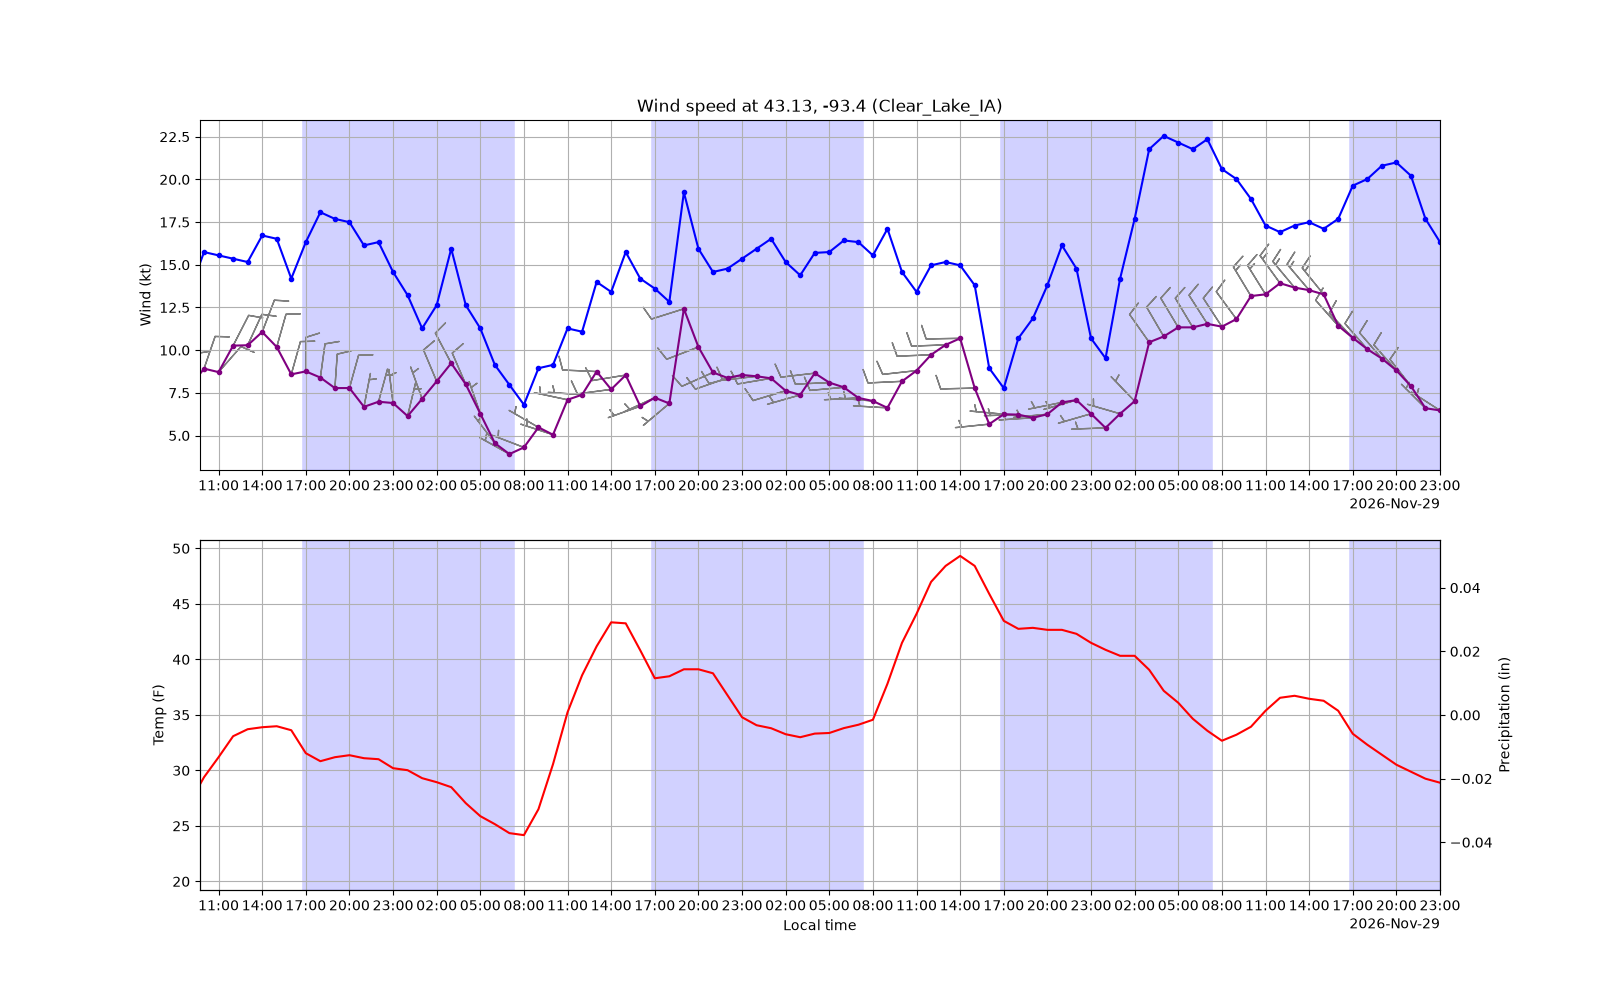 Wind speed at 43.13, -93.4 (Clear_Lake_IA)
Wind (kt)
22.5
20.0
17.5
15.0
12.5
10.0
7.5
5.0
11:00 14:00 17:00 20:00 23:00 02:00 05:00 08:00 11:00 14:00 17:00 20:00 23:00 02:00 05:00 08:00 11:00 14:00 17:00 20:00 23:00 02:00 05:00 08:00 11:00 14:00 17:00 20:00 23:00
2026-Nov-29
Temp (F)
50
45
40
35
30
25
20
0.04
0.02
0.00
−0.02
−0.04
Precipitation (in)
11:00 14:00 17:00 20:00 23:00 02:00 05:00 08:00 11:00 14:00 17:00 20:00 23:00 02:00 05:00 08:00 11:00 14:00 17:00 20:00 23:00 02:00 05:00 08:00 11:00 14:00 17:00 20:00 23:00
Local time
2026-Nov-29